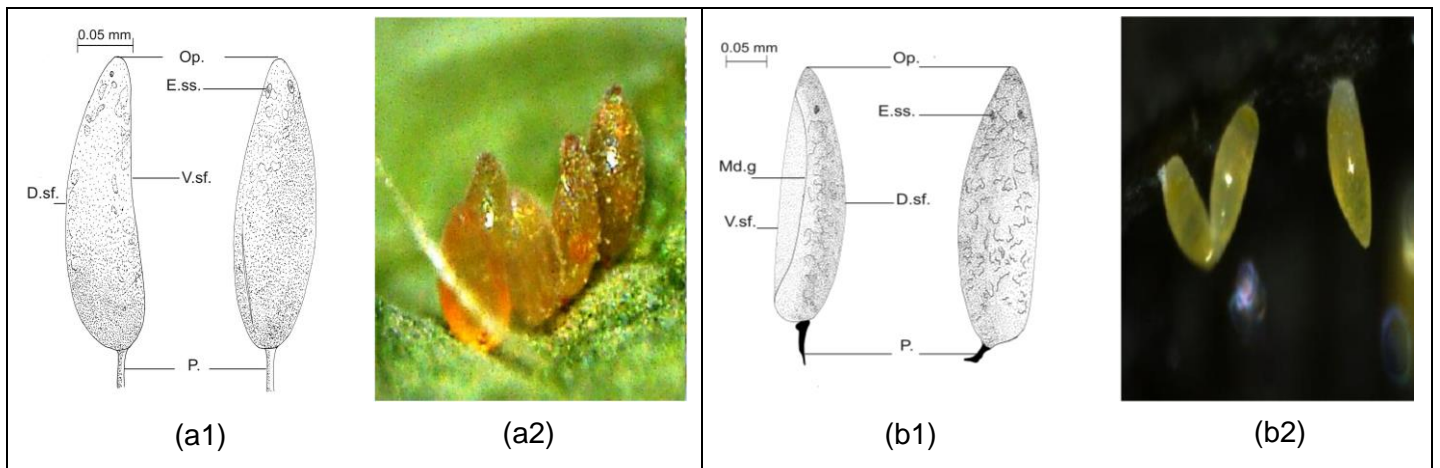 0.05 mm
Op.
E.ss.
V.sf.
D.sf.
P.
(a1)
(a2)
0.05 mm
Op.
E.ss.
Md.g
D.sf.
V.sf.
P.
(b1)
(b2)